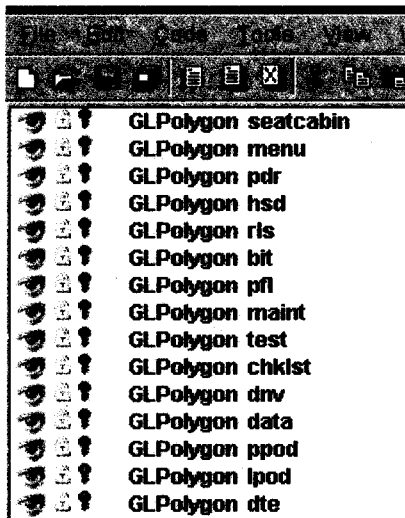 File Edit Code Tools View
GLPolygon seatcabin
GLPolygon menu
GLPolygon pdr
GLPolygon hsd
GLPolygon rls
GLPolygon bit
GLPolygon pfl
GLPolygon maint
GLPolygon test
GLPolygon chklst
GLPolygon dnv
GLPolygon data
GLPolygon ppod
GLPolygon lpod
GLPolygon dte